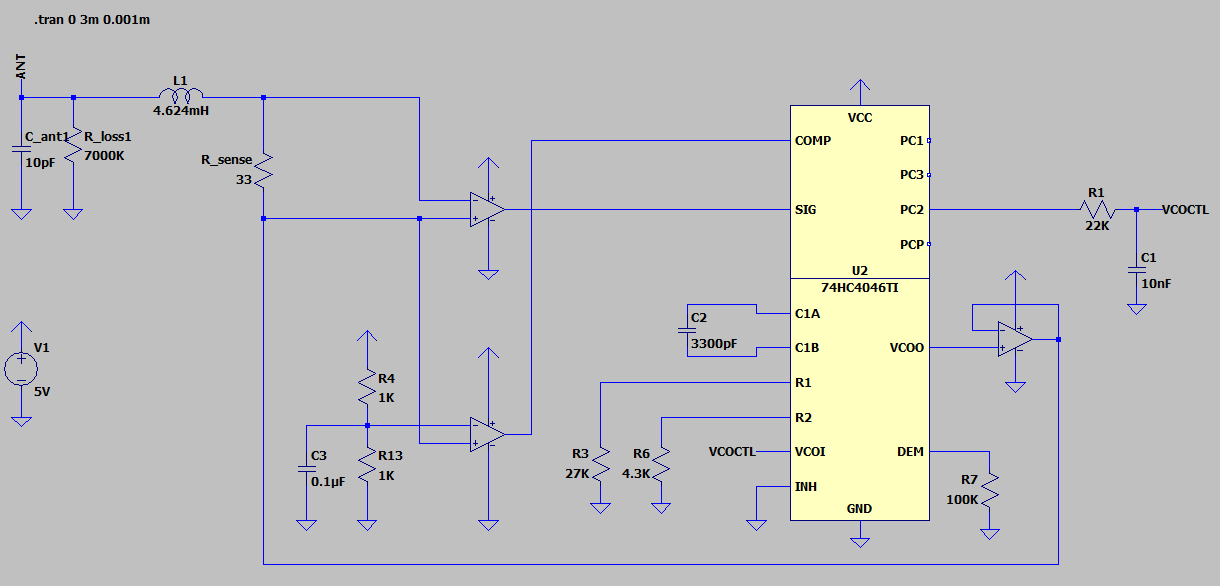 .tran 0 3m 0.001m
ANT
L1
4.624mH
C_ant1
10pF
R_loss1
7000K
R_sense
33
V1
5V
R4
1K
C3
0.1µF
R13
1K
C2
3300pF
R3
27K
R6
4.3K
VCOCTL
VCC
COMP
PC1
PC3
SIG
PC2
PCP
U2
74HC4046TI
C1A
C1B
VCOO
R1
R2
VCOI
DEM
INH
GND
R1
22K
VCOCTL
C1
10nF
R7
100K